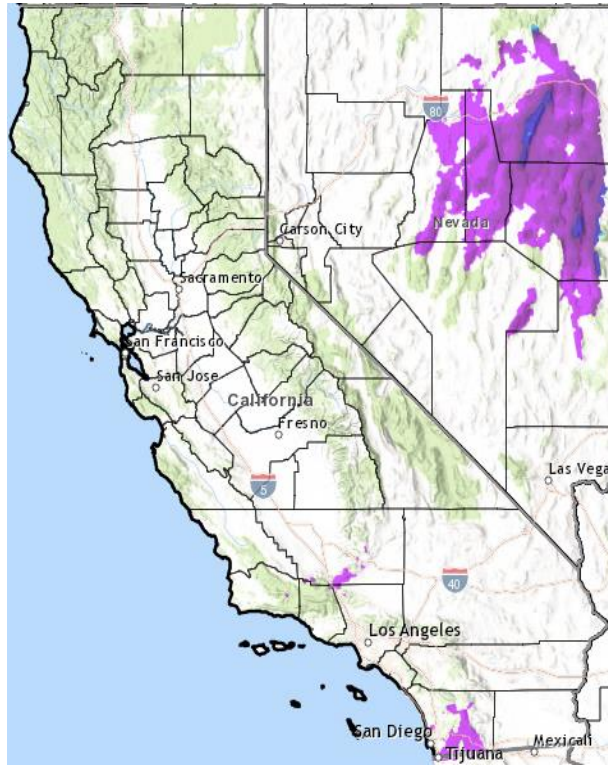 80
Nevada
Carson City
Sacramento
San Francisco
San Jose
California
Fresno
5
Las Vega
40
Los Angeles
San Diego
Mexicali
Tijuana